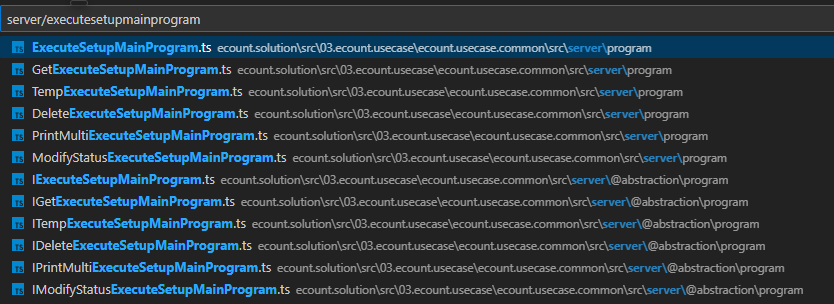 server/executesetupmainprogram
TS ExecuteSetupMainProgram.ts ecount.solution\src\03.ecount.usecase\ecount.usecase.common\src\server\program
TS GetExecuteSetupMainProgram.ts ecount.solution\src\03.ecount.usecase\ecount.usecase.common\src\server\program
TS TempExecuteSetupMainProgram.ts ecount.solution\src\03.ecount.usecase\ecount.usecase.common\src\server\program
TS DeleteExecuteSetupMainProgram.ts ecount.solution\src\03.ecount.usecase\ecount.usecase.common\src\server\program
TS PrintMultiExecuteSetupMainProgram.ts ecount.solution\src\03.ecount.usecase\ecount.usecase.common\src\server\program
TS ModifyStatusExecuteSetupMainProgram.ts ecount.solution\src\03.ecount.usecase\ecount.usecase.common\src\server\program
TS IExecuteSetupMainProgram.ts ecount.solution\src\03.ecount.usecase\ecount.usecase.common\src\server\@abstraction\program
TS IGetExecuteSetupMainProgram.ts ecount.solution\src\03.ecount.usecase\ecount.usecase.common\src\server\@abstraction\program
TS ITempExecuteSetupMainProgram.ts ecount.solution\src\03.ecount.usecase\ecount.usecase.common\src\server\@abstraction\program
TS IDeleteExecuteSetupMainProgram.ts ecount.solution\src\03.ecount.usecase\ecount.usecase.common\src\server\@abstraction\program
TS IPrintMultiExecuteSetupMainProgram.ts ecount.solution\src\03.ecount.usecase\ecount.usecase.common\src\server\@abstraction\program
TS IModifyStatusExecuteSetupMainProgram.ts ecount.solution\src\03.ecount.usecase\ecount.usecase.common\src\server\@abstraction\program